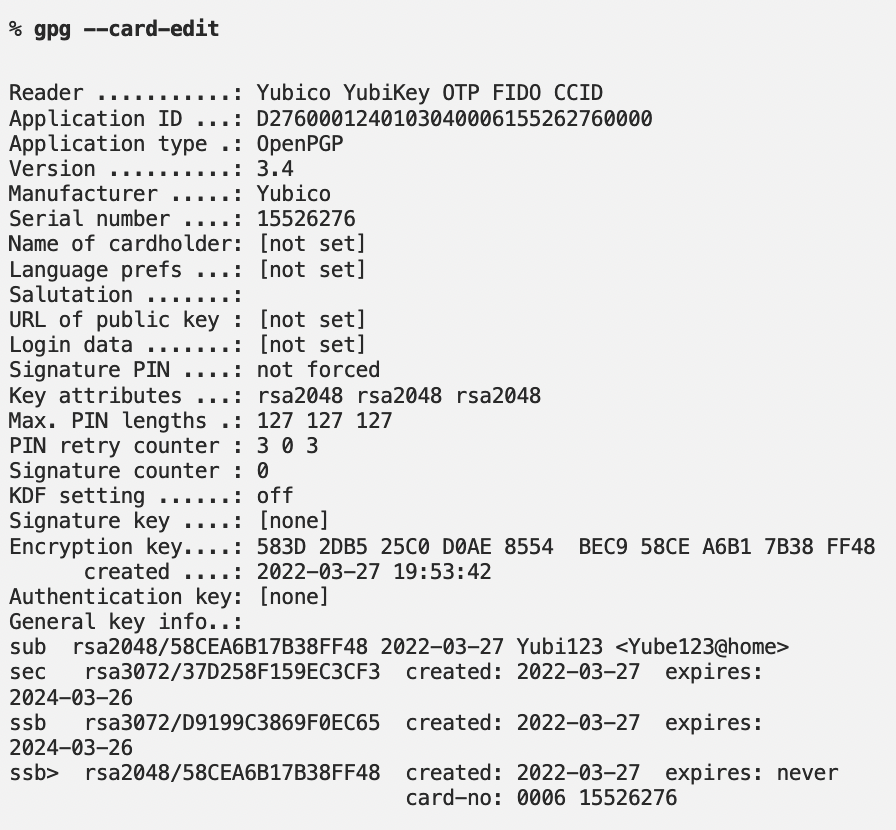 % gpg --card-edit
Reader ...........: Yubico YubiKey OTP FIDO CCID
Application ID ...: D2760001240103040006155262760000
Application type .: OpenPGP
Version ..........: 3.4
Manufacturer .....: Yubico
Serial number ....: 15526276
Name of cardholder: [not set]
Language prefs ...: [not set]
Salutation .......:
URL of public key : [not set]
Login data .......: [not set]
Signature PIN ....: not forced
Key attributes ...: rsa2048 rsa2048 rsa2048
Max. PIN lengths .: 127 127 127
PIN retry counter : 3 0 3
Signature counter : 0
KDF setting ......: off
Signature key ....: [none]
Encryption key....: 583D 2DB5 25C0 D0AE 8554  BEC9 58CE A6B1 7B38 FF48
      created ....: 2022-03-27 19:53:42
Authentication key: [none]
General key info..:
sub  rsa2048/58CEA6B17B38FF48 2022-03-27 Yubi123 <Yube123@home>
sec   rsa3072/37D258F159EC3CF3  created: 2022-03-27  expires:
2024-03-26
ssb   rsa3072/D9199C3869F0EC65  created: 2022-03-27  expires:
2024-03-26
ssb>  rsa2048/58CEA6B17B38FF48  created: 2022-03-27  expires: never
                                card-no: 0006 15526276